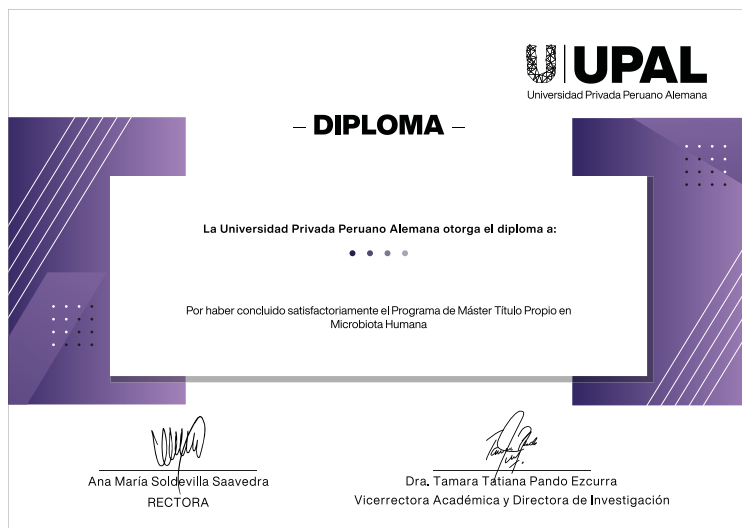 UPAL
Universidad Privada Peruano Alemana
– DIPLOMA –
La Universidad Privada Peruano Alemana otorga el diploma a:
Por haber concluido satisfactoriamente el Programa de Máster Título Propio en
Microbiota Humana
Ana María Soldevilla Saavedra
RECTORA
Dra. Tamara Tatiana Pando Ezcurra
Vicerrectora Académica y Directora de Investigación